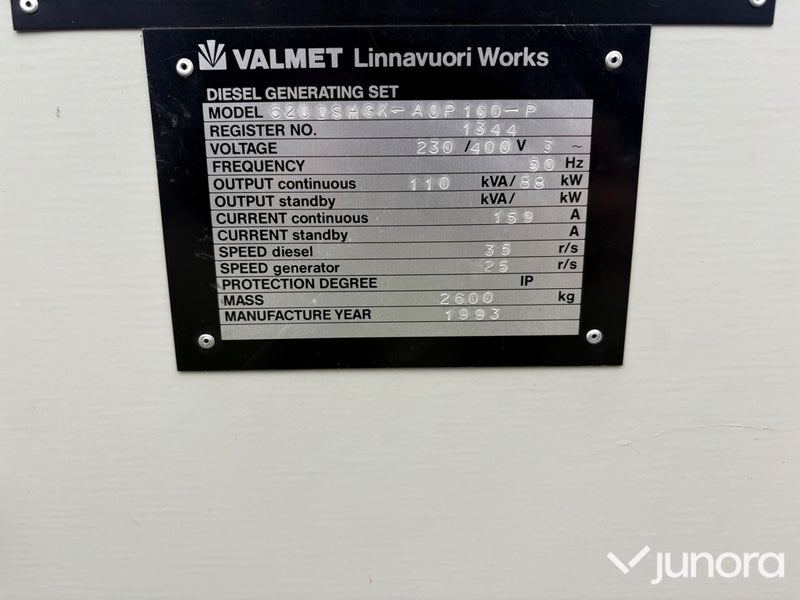 VALMET Linnavuori Works
DIESEL GENERATING SET
MODEL 620DSHGK-AOP160-P
REGISTER NO. 1344
VOLTAGE 230 /400 V 3 ~
FREQUENCY 50 Hz
OUTPUT continuous 110 kVA/ 88 kW
OUTPUT standby kVA/ kW
CURRENT continuous 159 A
CURRENT standby A
SPEED diesel 35 r/s
SPEED generator 25 r/s
PROTECTION DEGREE IP
MASS 2600 kg
MANUFACTURE YEAR 1993
junora